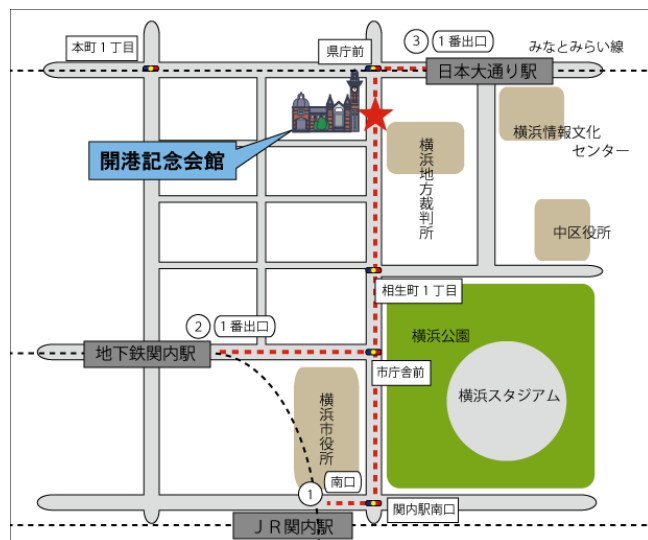 本町1丁目
県庁前
③ 1番出口
みなとみらい線
日本大通り駅
開港記念会館
横浜地方裁判所
横浜情報文化
センター
中区役所
相生町1丁目
② 1番出口
地下鉄関内駅
市庁舎前
横浜公園
横浜スタジアム
横浜市役所
① 南口
関内駅南口
JR関内駅